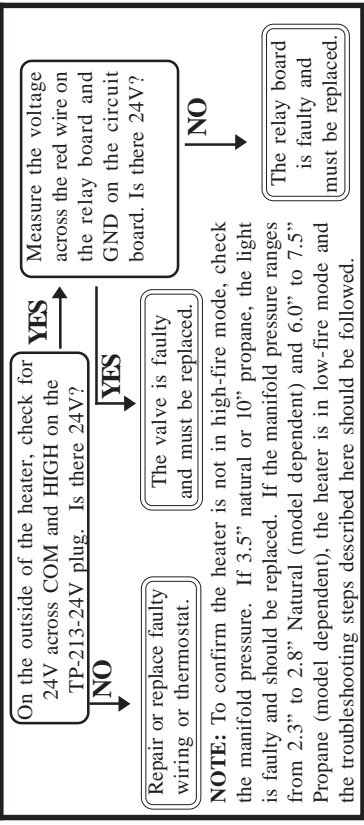 On the outside of the heater, check for
24V across COM and HIGH on the
TP-213-24V plug. Is there 24V?
YES
Measure the voltage
across the red wire on
the relay board and
GND on the circuit
board. Is there 24V?
NO
YES
NO
Repair or replace faulty
wiring or thermostat.
The valve is faulty
and must be replaced.
The relay board
is faulty and
must be replaced.
NOTE: To confirm the heater is not in high-fire mode, check
the manifold pressure. If 3.5” natural or 10” propane, the light
is faulty and should be replaced. If the manifold pressure ranges
from 2.3” to 2.8” Natural (model dependent) and 6.0” to 7.5”
Propane (model dependent), the heater is in low-fire mode and
the troubleshooting steps described here should be followed.